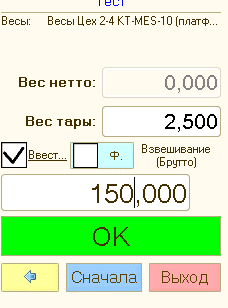 Тест
Весы: Весы Цех 2-4 KT-MES-10 (платф...
Вес нетто: 0,000
Вес тары: 2,500
Ввест... Ф. Взвешивание
(Брутто)
150,000
OK
Сначала Выход